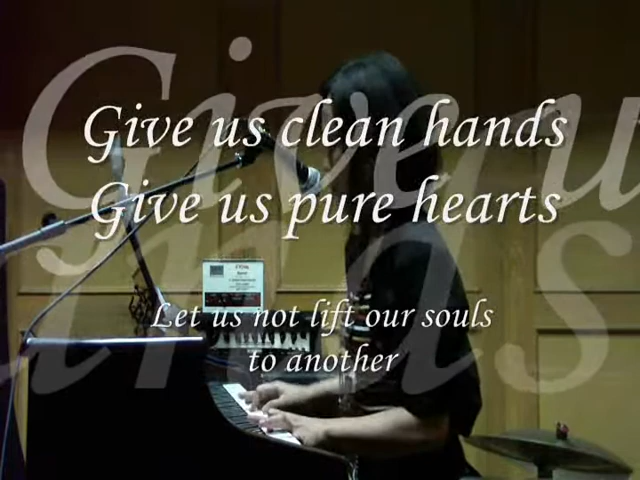 Give us clean hands
Give us pure hearts
Let us not lift our souls
to another